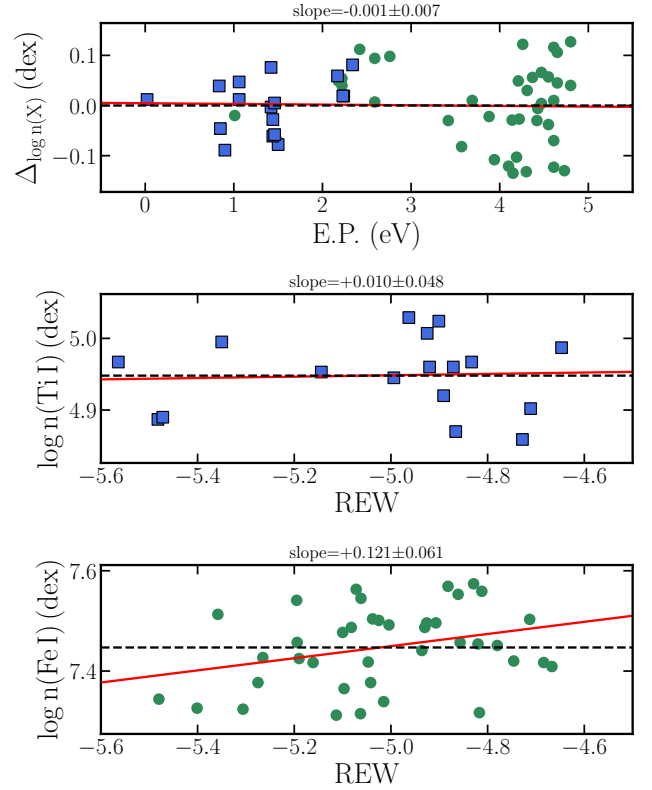 slope=-0.001±0.007
0.1
0.0
−0.1
Δlog n(X) (dex)
0 1 2 3 4 5
E.P. (eV)
slope=+0.010±0.048
5.0
4.9
log n(Ti I) (dex)
−5.6 −5.4 −5.2 −5.0 −4.8 −4.6
REW
slope=+0.121±0.061
7.6
7.4
log n(Fe I) (dex)
−5.6 −5.4 −5.2 −5.0 −4.8 −4.6
REW